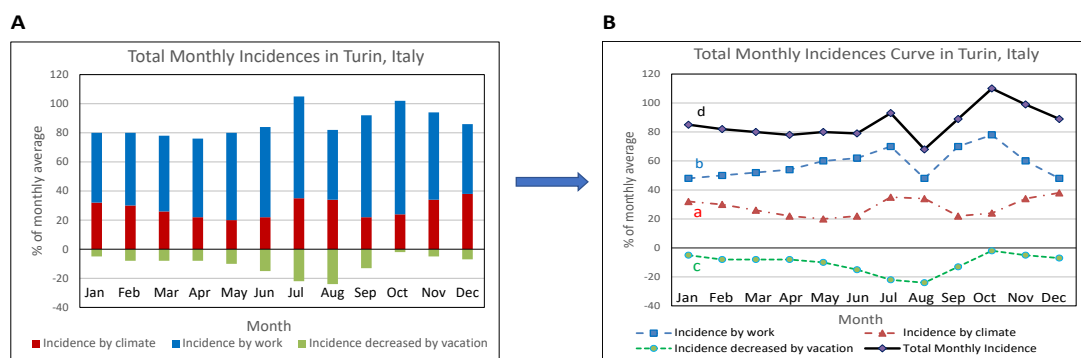 A
Total Monthly Incidences in Turin, Italy
% of monthly average
120
100
80
60
40
20
0
-20
-40
Jan Feb Mar Apr May Jun Jul Aug Sep Oct Nov Dec
Month
Incidence by climate Incidence by work Incidence decreased by vacation
B
Total Monthly Incidences Curve in Turin, Italy
% of monthly average
120
100
80
60
40
20
0
-20
-40
d
b
a
c
Jan Feb Mar Apr May Jun Jul Aug Sep Oct Nov Dec
Month
Incidence by work Incidence by climate
Incidence decreased by vacation Total Monthly Incidence